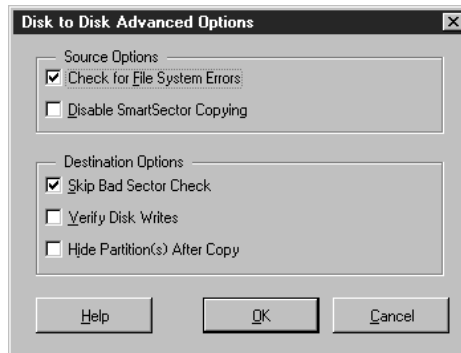 Disk to Disk Advanced Options
Source Options
Check for File System Errors
Disable SmartSector Copying
Destination Options
Skip Bad Sector Check
Verify Disk Writes
Hide Partition(s) After Copy
Help OK Cancel